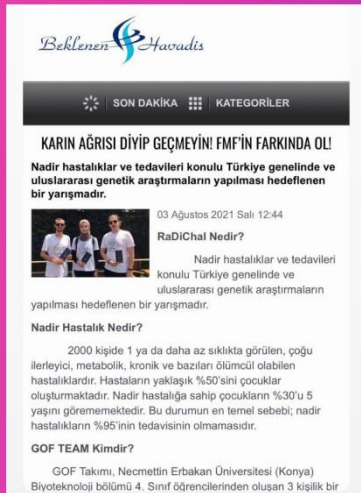 Beklenen Havadis
SON DAKİKA KATEGORİLER
KARIN AĞRISI DİYİP GEÇMEYİN! FMF'İN FARKINDA OL!
Nadir hastalıklar ve tedavileri konulu Türkiye genelinde ve
uluslararası genetik araştırmaların yapılması hedeflenen
bir yarışmadır.
03 Ağustos 2021 Salı 12:44
RaDiChal Nedir?
Nadir hastalıklar ve tedavileri
konulu Türkiye genelinde ve
uluslararası genetik araştırmaların
yapılması hedeflenen bir yarışmadır.
Nadir Hastalık Nedir?
2000 kişide 1 ya da daha az sıklıkta görülen, çoğu
ilerleyici, metabolik, kronik ve bazıları ölümcül olabilen
hastalıklardır. Hastaların yaklaşık %50'sini çocuklar
oluşturmaktadır. Nadir hastalığa sahip çocukların %30'u 5
yaşını görememektedir. Bu durumun en temel sebebi; nadir
hastalıkların %95'inin tedavisinin olmamasıdır.
GOF TEAM Kimdir?
GOF Takımı, Necmettin Erbakan Üniversitesi (Konya)
Biyoteknoloji bölümü 4. Sınıf öğrencilerinden oluşan 3 kişilik bir